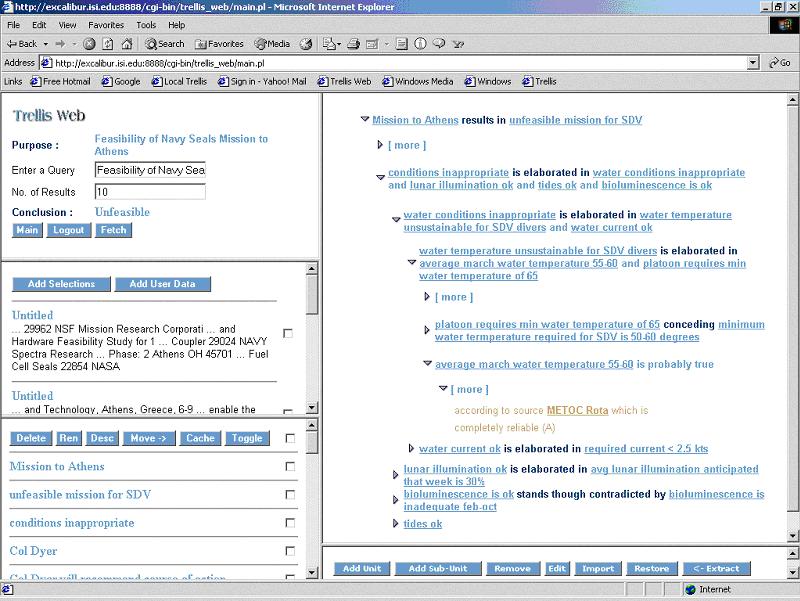 http://excalibur.isi.edu:8888/cgi-bin/trellis_web/main.pl - Microsoft Internet Explorer
File Edit View Favorites Tools Help
Back Search Favorites Media
Address http://excalibur.isi.edu:8888/cgi-bin/trellis_web/main.pl Go
Links Free Hotmail Google Local Trellis Sign in - Yahoo! Mail Trellis Web Windows Media Windows Trellis
Trellis Web
Purpose : Feasibility of Navy Seals Mission to
Athens
Enter a Query Feasibility of Navy Sea
No. of Results 10
Conclusion : Unfeasible
Main Logout Fetch
Add Selections Add User Data
Untitled
... 29962 NSF Mission Research Corporati ... and
Hardware Feasibility Study for 1 ... Coupler 29024 NAVY
Spectra Research ... Phase: 2 Athens OH 45701 ... Fuel
Cell Seals 22854 NASA
Untitled
... and Technology, Athens, Greece, 6-9 ... enable the
Delete Ren Desc Move -> Cache Toggle
Mission to Athens
unfeasible mission for SDV
conditions inappropriate
Col Dyer
Col Dyer will recommend course of action
Mission to Athens results in unfeasible mission for SDV
[ more ]
conditions inappropriate is elaborated in water conditions inappropriate
and lunar illumination ok and tides ok and bioluminescence is ok
water conditions inappropriate is elaborated in water temperature
unsustainable for SDV divers and water current ok
water temperature unsustainable for SDV divers is elaborated in
average march water temperature 55-60 and platoon requires min
water temperature of 65
[ more ]
platoon requires min water temperature of 65 conceding minimum
water termperature required for SDV is 50-60 degrees
average march water temperature 55-60 is probably true
[ more ]
according to source METOC Rota which is
completely reliable (A)
water current ok is elaborated in required current < 2.5 kts
lunar illumination ok is elaborated in avg lunar illumination anticipated
that week is 30%
bioluminescence is ok stands though contradicted by bioluminescence is
inadequate feb-oct
tides ok
Add Unit Add Sub-Unit Remove Edit Import Restore <- Extract
Internet